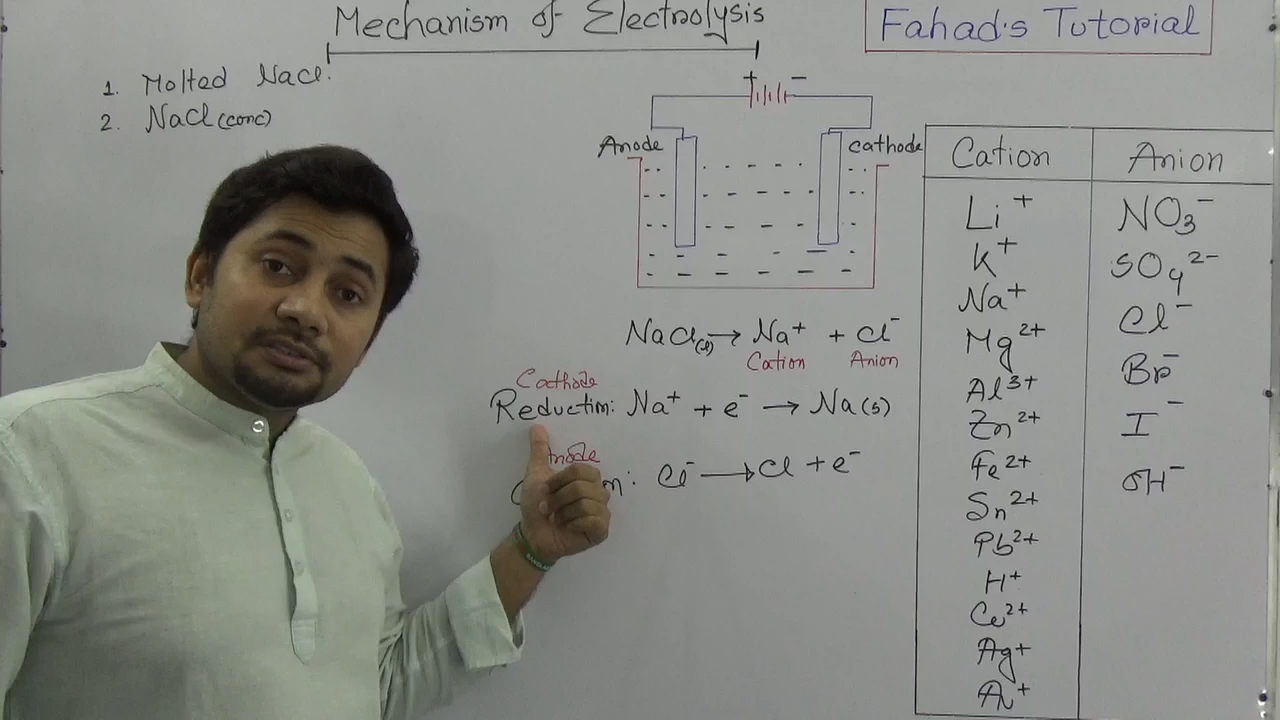 Mechanism of Electrolysis
Fahad's Tutorial
1. Molted NaCl.
2. NaCl (conc)
+ −
Anode
Cathode
NaCl(l) → Na⁺ + Cl⁻
Cation Anion
Cathode
Reduction: Na⁺ + e⁻ → Na(s)
Anode
Cl⁻ → Cl + e⁻
Cation Anion
Li⁺ NO₃⁻
K⁺ SO₄²⁻
Na⁺ Cl⁻
Mg²⁺ Br⁻
Al³⁺ I⁻
Zn²⁺ OH⁻
Fe²⁺
Sn²⁺
Pb²⁺
H⁺
Cu²⁺
Ag⁺
Au⁺